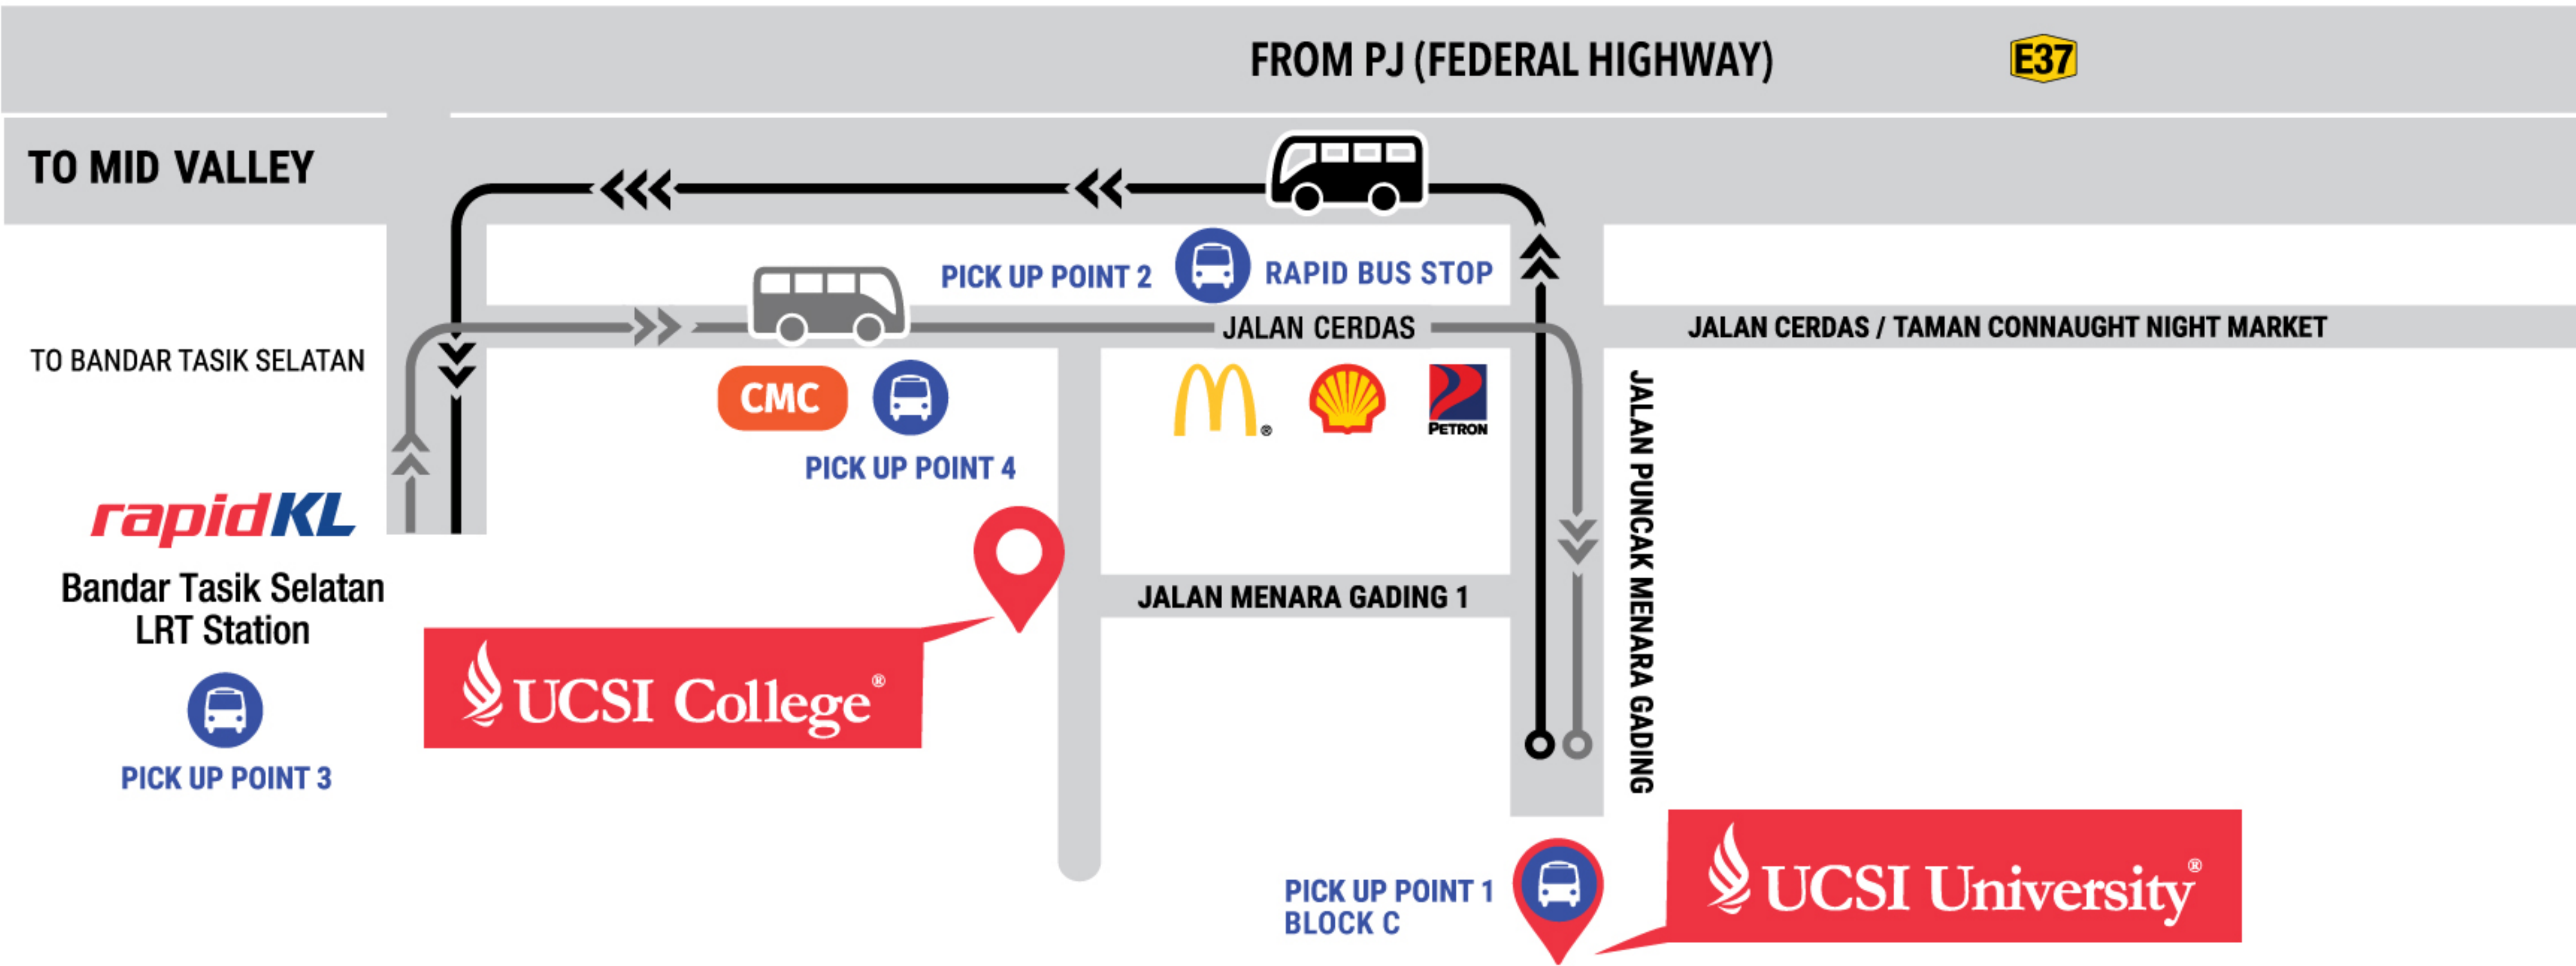 FROM PJ (FEDERAL HIGHWAY)
E37
TO MID VALLEY
PICK UP POINT 2
RAPID BUS STOP
JALAN CERDAS
JALAN CERDAS / TAMAN CONNAUGHT NIGHT MARKET
TO BANDAR TASIK SELATAN
CMC
PICK UP POINT 4
®
PETRON
JALAN PUNCAK MENARA GADING
rapidKL
Bandar Tasik Selatan
LRT Station
PICK UP POINT 3
JALAN MENARA GADING 1
UCSI College®
PICK UP POINT 1
BLOCK C
UCSI University®